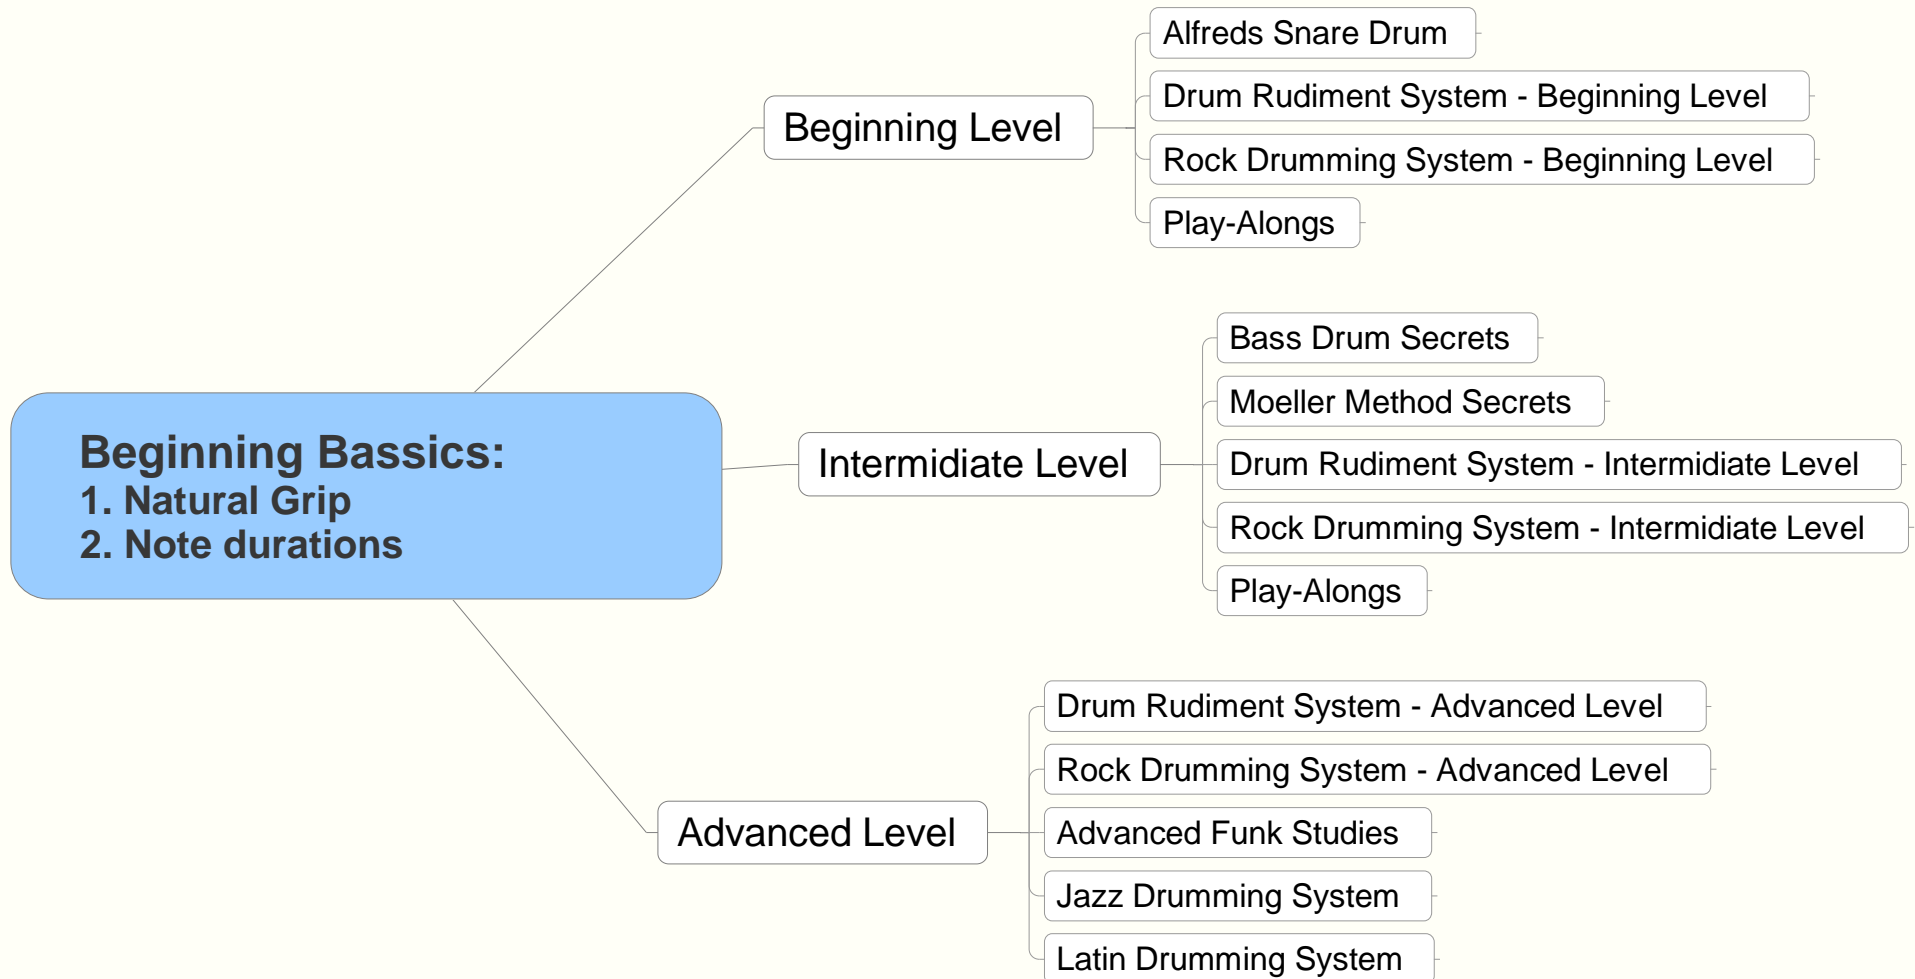 Beginning Bassics:
1. Natural Grip
2. Note durations
Beginning Level
Alfreds Snare Drum
Drum Rudiment System - Beginning Level
Rock Drumming System - Beginning Level
Play-Alongs
Intermidiate Level
Bass Drum Secrets
Moeller Method Secrets
Drum Rudiment System - Intermidiate Level
Rock Drumming System - Intermidiate Level
Play-Alongs
Advanced Level
Drum Rudiment System - Advanced Level
Rock Drumming System - Advanced Level
Advanced Funk Studies
Jazz Drumming System
Latin Drumming System